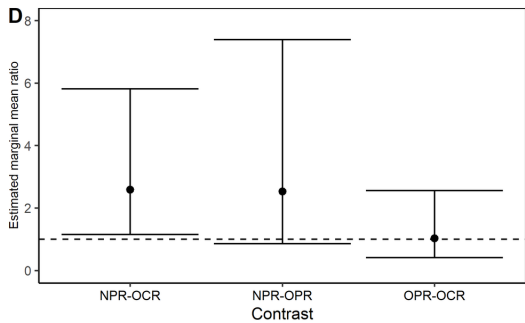 D
Estimated marginal mean ratio
8
6
4
2
0
NPR-OCR NPR-OPR OPR-OCR
Contrast